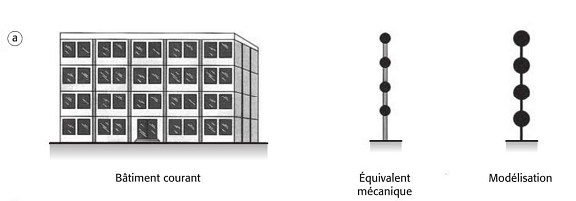 a
Bâtiment courant
Équivalent
mécanique
Modélisation